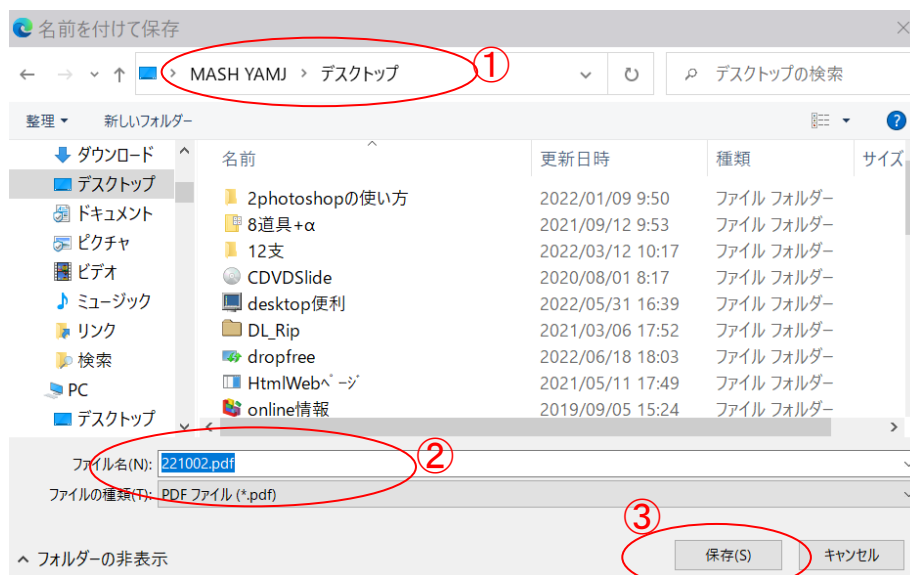 名前を付けて保存
MASH YAMJ › デスクトップ ①
デスクトップの検索
整理 新しいフォルダー
ダウンロード
デスクトップ
ドキュメント
ピクチャ
ビデオ
ミュージック
リンク
検索
PC
デスクトップ
名前 更新日時 種類 サイズ
2photoshopの使い方 2022/01/09 9:50 ファイル フォルダー
8道具+α 2021/09/12 9:53 ファイル フォルダー
12支 2022/03/12 10:17 ファイル フォルダー
CDVDSlide 2020/08/01 8:17 ファイル フォルダー
desktop便利 2022/05/31 16:39 ファイル フォルダー
DL_Rip 2021/03/06 17:52 ファイル フォルダー
dropfree 2022/06/18 18:03 ファイル フォルダー
HtmlWebﾍﾟｰｼﾞ 2021/05/11 17:49 ファイル フォルダー
online情報 2019/09/05 15:24 ファイル フォルダー
②
ファイル名(N): 221002.pdf
ファイルの種類(T): PDF ファイル (*.pdf)
③
フォルダーの非表示 保存(S) キャンセル